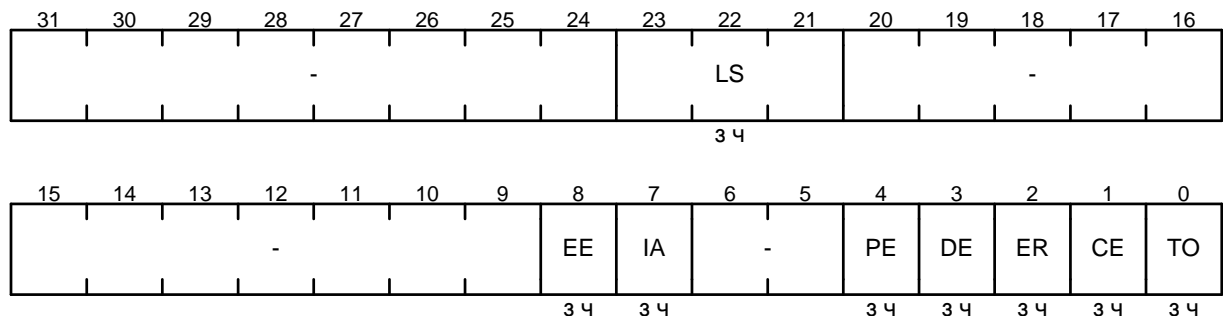 31 30 29 28 27 26 25 24 23 22 21 20 19 18 17 16
- LS -
з ч
15 14 13 12 11 10 9 8 7 6 5 4 3 2 1 0
- EE IA - PE DE ER CE TO
з ч з ч з ч з ч з ч з ч з ч